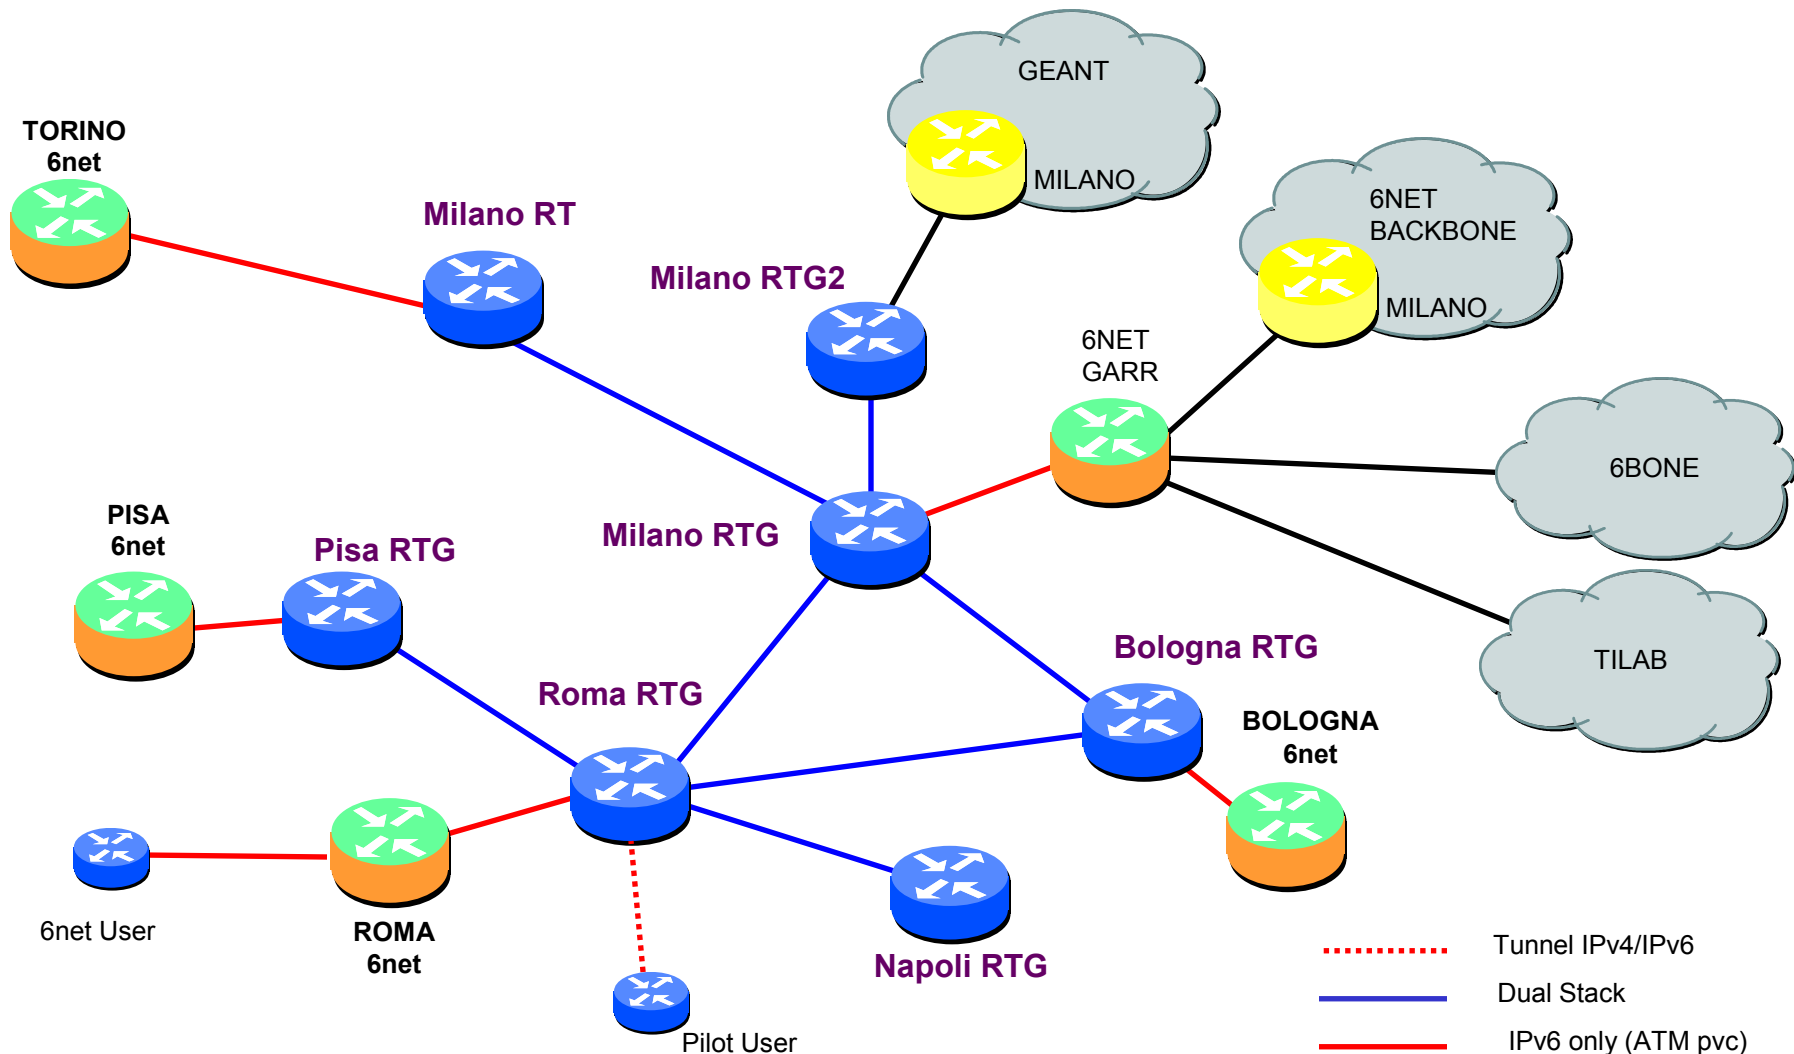 GEANT
MILANO
TORINO
6net
Milano RT
Milano RTG2
6NET
BACKBONE
MILANO
6NET
GARR
6BONE
PISA
6net
Pisa RTG
Milano RTG
Bologna RTG
TILAB
Roma RTG
BOLOGNA
6net
6net User
ROMA
6net
Napoli RTG
Pilot User
Tunnel IPv4/IPv6
Dual Stack
IPv6 only (ATM pvc)